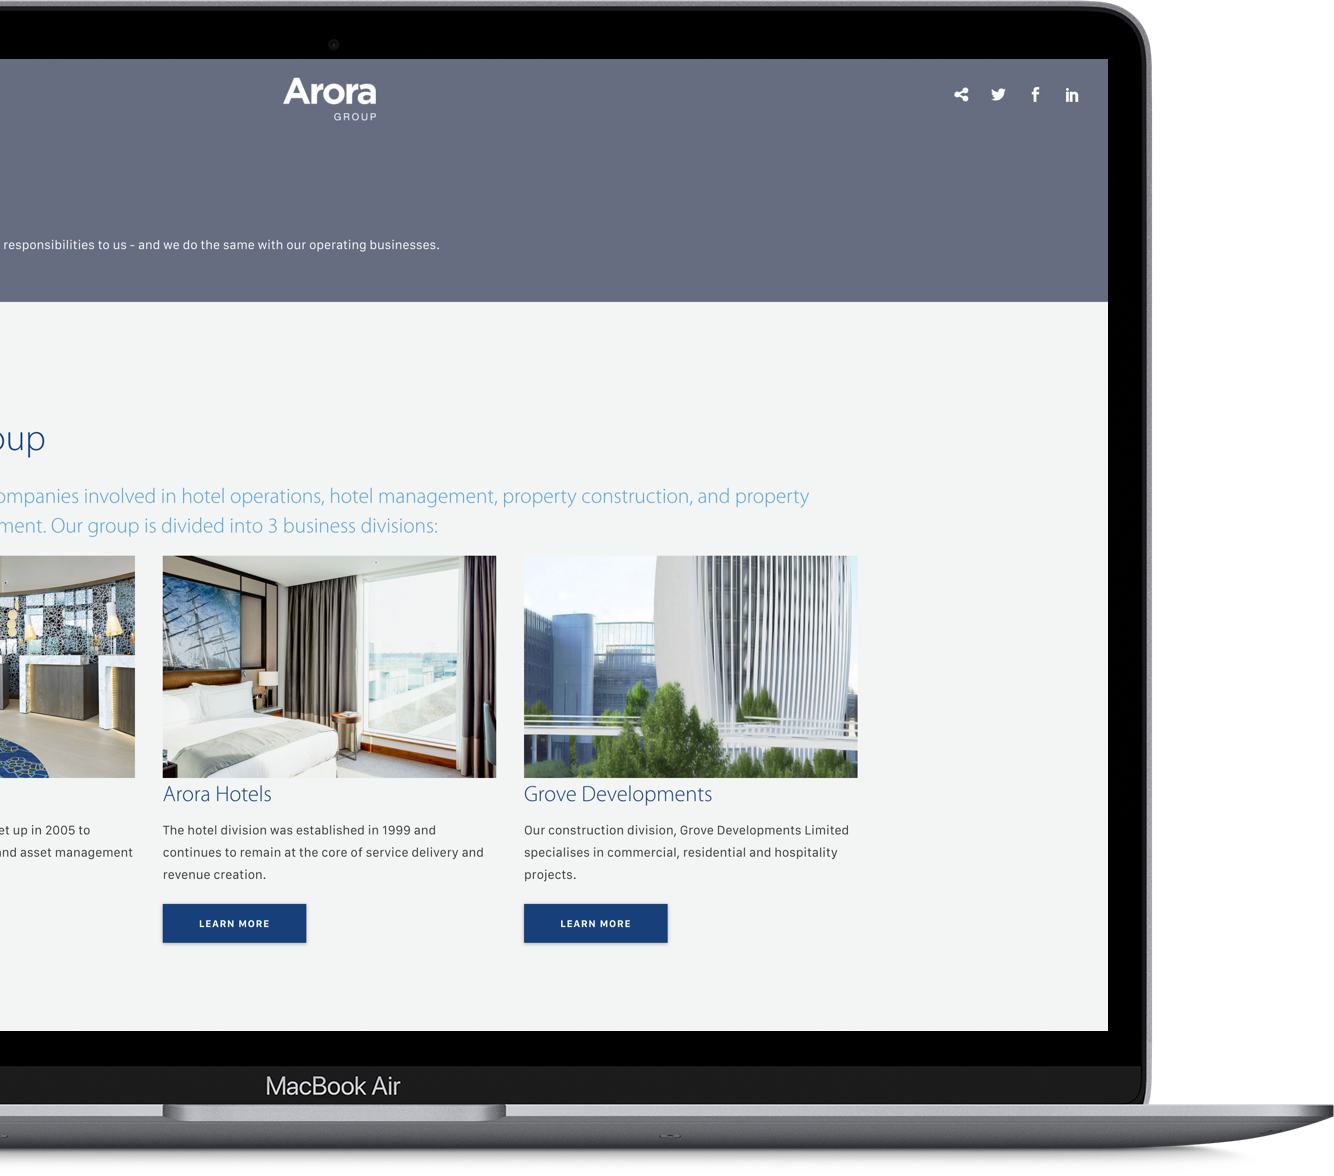 Arora
GROUP
responsibilities to us - and we do the same with our operating businesses.
oup
ompanies involved in hotel operations, hotel management, property construction, and property
ment. Our group is divided into 3 business divisions:
Arora Hotels
Grove Developments
et up in 2005 to
The hotel division was established in 1999 and
Our construction division, Grove Developments Limited
nd asset management
continues to remain at the core of service delivery and
specialises in commercial, residential and hospitality
revenue creation.
projects.
LEARN MORE
LEARN MORE
MacBook Air